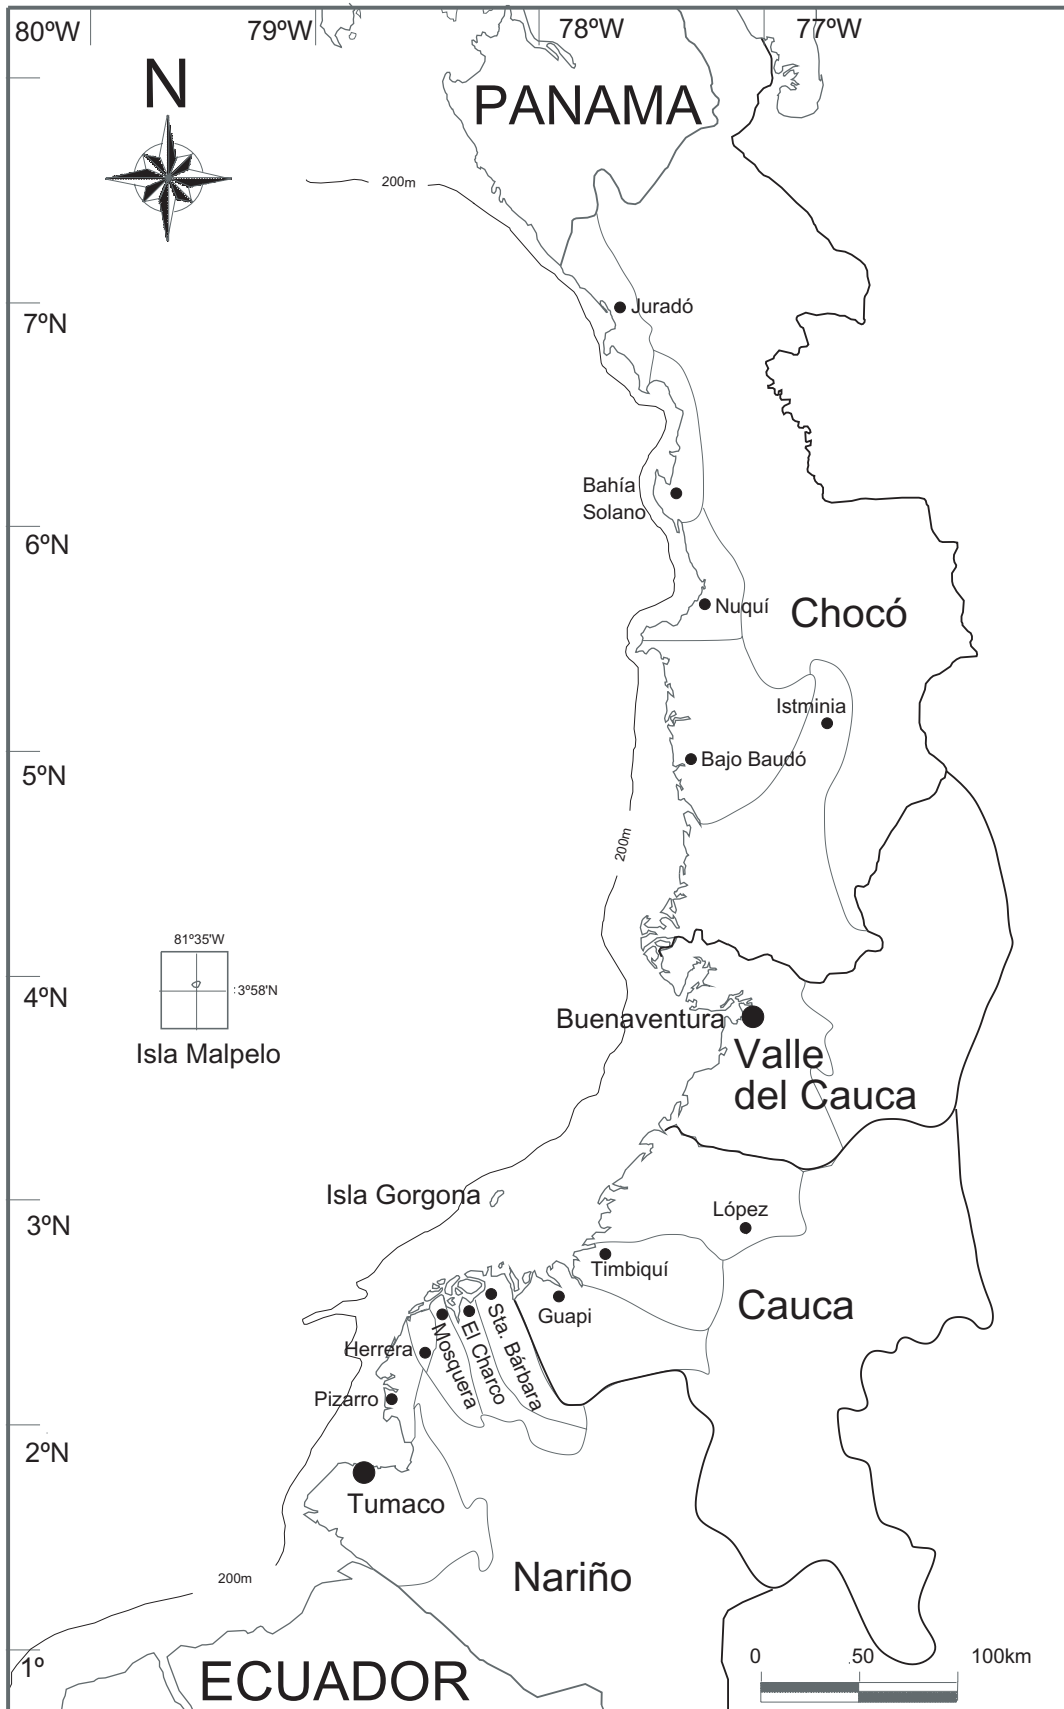 80ºW
79ºW
78ºW
77ºW
N
PANAMA
200m
7ºN
Juradó
Bahía
Solano
6ºN
Nuquí
Chocó
Istminia
5ºN
Bajo Baudó
200m
81º35'W
3º58'N
4ºN
Isla Malpelo
Buenaventura
Valle
del Cauca
Isla Gorgona
3ºN
López
Timbiquí
Guapi
Cauca
Sta. Bárbara
El Charco
Mosquera
Herrera
Pizarro
2ºN
Tumaco
200m
Nariño
1º
ECUADOR
0 50 100km